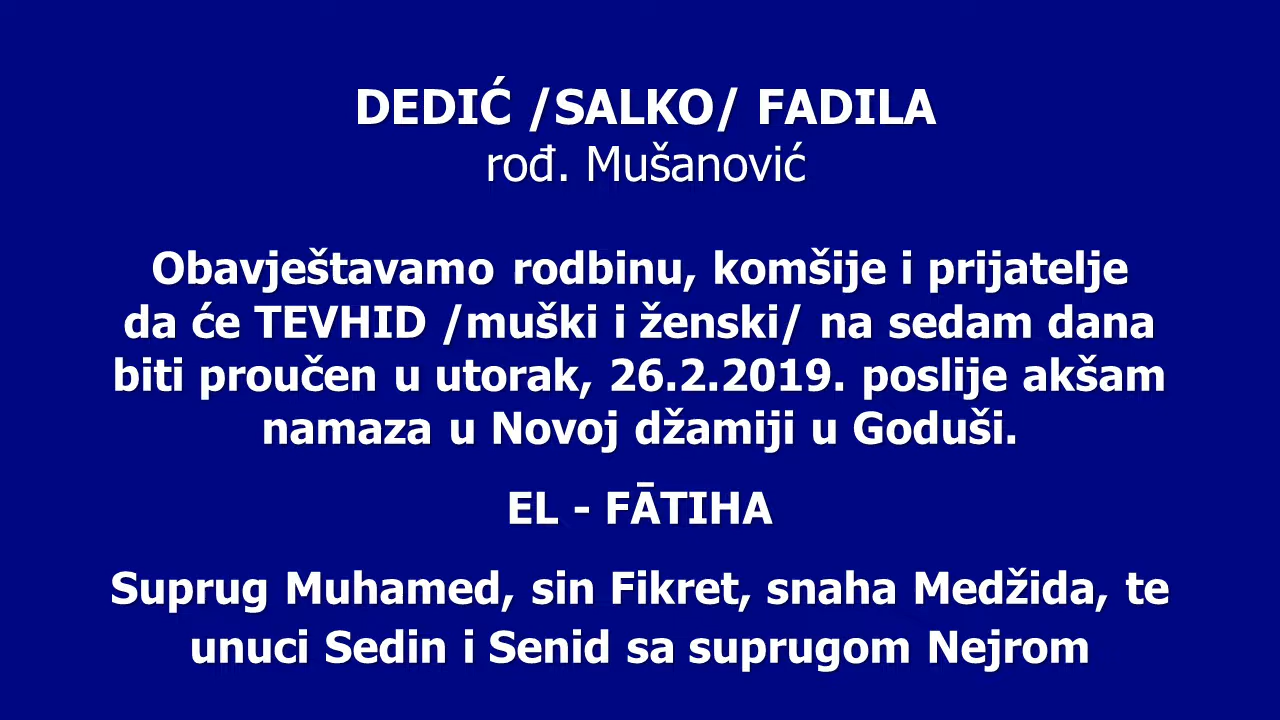 DEDIĆ /SALKO/ FADILA
rođ. Mušanović
Obavještavamo rodbinu, komšije i prijatelje
da će TEVHID /muški i ženski/ na sedam dana
biti proučen u utorak, 26.2.2019. poslije akšam
namaza u Novoj džamiji u Goduši.
EL - FĀTIHA
Suprug Muhamed, sin Fikret, snaha Medžida, te
unuci Sedin i Senid sa suprugom Nejrom